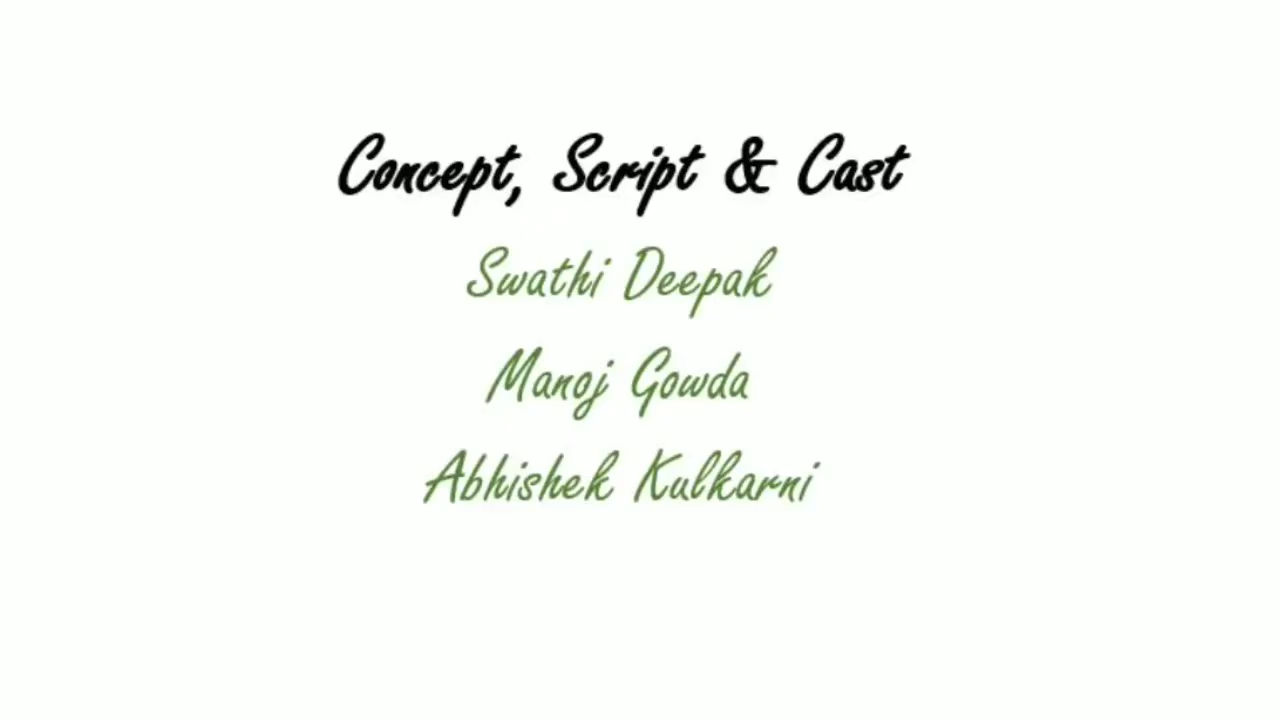 Concept, Script & Cast
Swathi Deepak
Manoj Gowda
Abhishek Kulkarni